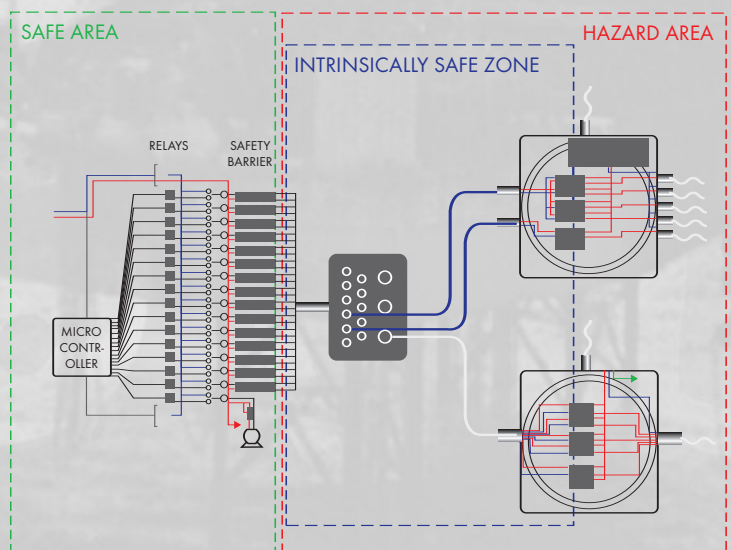 SAFE AREA
HAZARD AREA
INTRINSICALLY SAFE ZONE
RELAYS
SAFETY
BARRIER
MICRO
CONTR-
OLLER